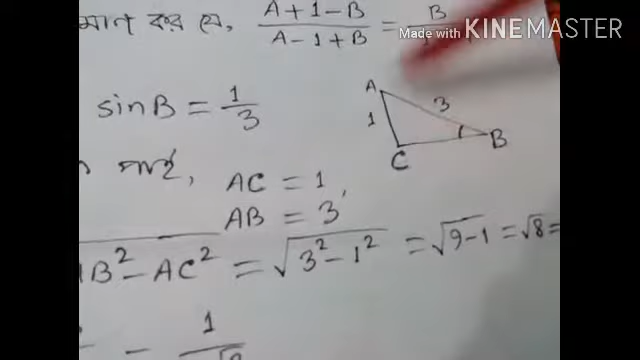 কর যে, A+1-B / A-1+B = B
Made with KINEMASTER
sinB = 1/3
A 3 B 1 C
AC = 1,
AB = 3
B² - AC² = √3²-1² = √9-1 = √8 =
- 1